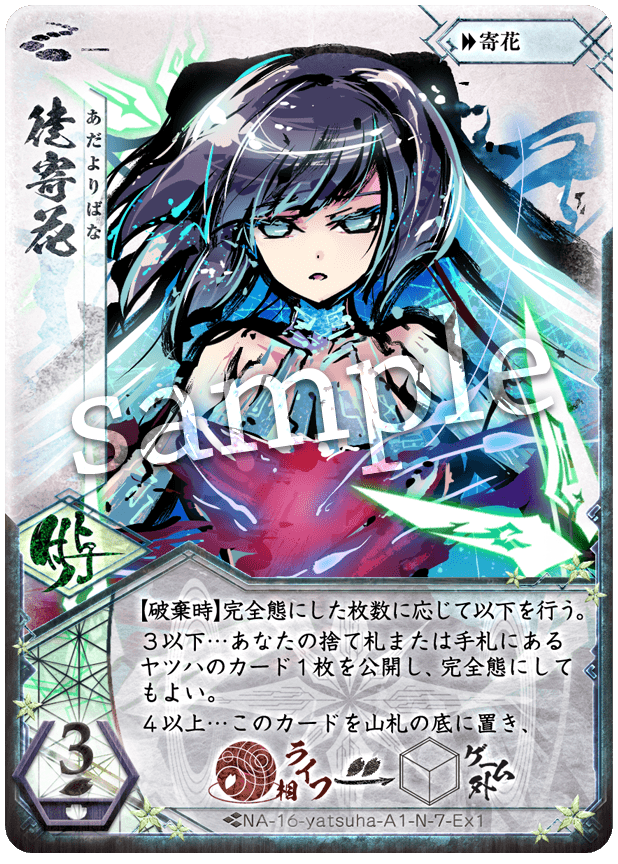 寄花
徒寄花
あだよりばな
sample
付与
3
【破棄時】完全態にした枚数に応じて以下を行う。
3以下…あなたの捨て札または手札にある
ヤツハのカード1枚を公開し、完全態にして
もよい。
4以上…このカードを山札の底に置き、
相ライフ
ゲーム外
NA-16-yatsuha-A1-N-7-Ex1